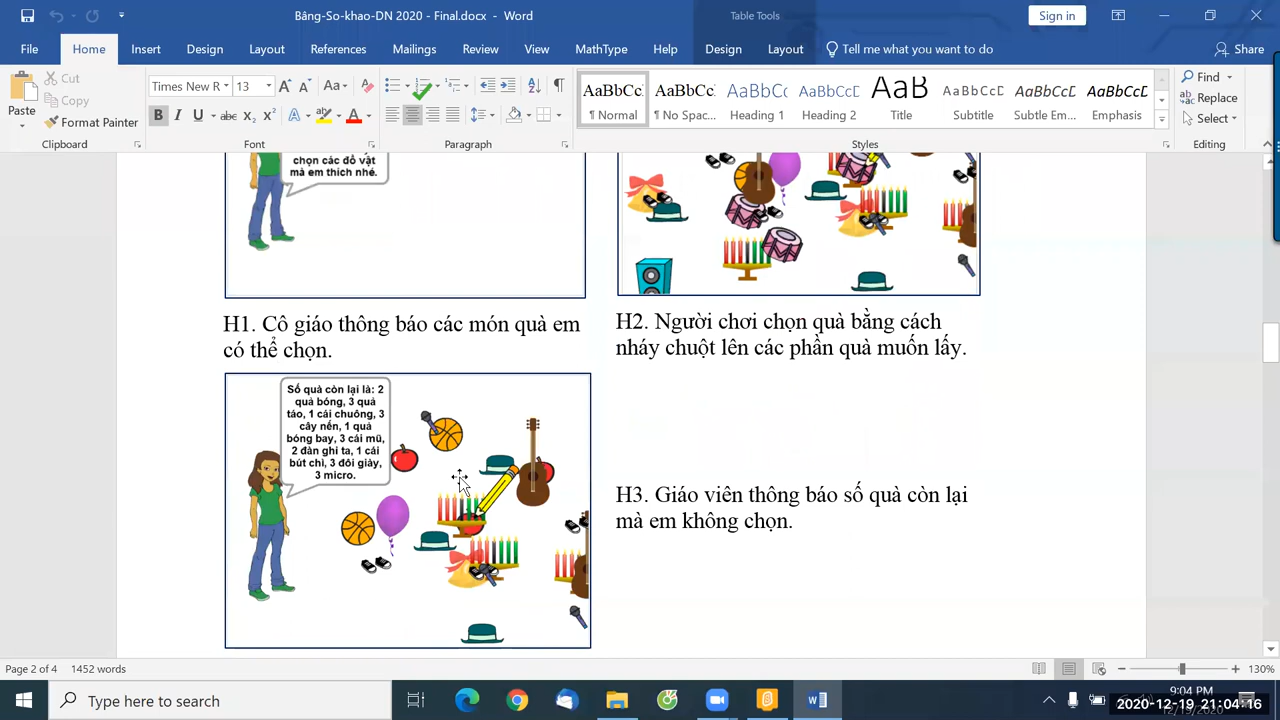 Bảng-So-khao-DN 2020 - Final.docx - Word
Table Tools
Sign in
File Home Insert Design Layout References Mailings Review View MathType Help Design Layout Tell me what you want to do Share
Paste
Cut
Copy
Format Painter
Times New R 13 Aa
B I U abc x₂ x² A A
AaBbCc AaBbCc AaBbCc AaBbCcD AaB AaBbCcD AaBbCcD AaBbCcD
¶ Normal ¶ No Spac... Heading 1 Heading 2 Title Subtitle Subtle Em... Emphasis
Find
Replace
Select
Clipboard Font Paragraph Styles Editing
chọn các đồ vật
mà em thích nhé.
H1. Cô giáo thông báo các món quà em
có thể chọn.
H2. Người chơi chọn quà bằng cách
nháy chuột lên các phần quà muốn lấy.
Số quà còn lại là: 2
quả bóng, 3 quả
táo, 1 cái chuông, 3
cây nến, 1 quả
bóng bay, 3 cái mũ,
2 đàn ghi ta, 1 cái
bút chì, 3 đôi giày,
3 micro.
H3. Giáo viên thông báo số quà còn lại
mà em không chọn.
Page 2 of 4 1452 words 130%
Type here to search
9:04 PM
2020-12-19 21:04:16